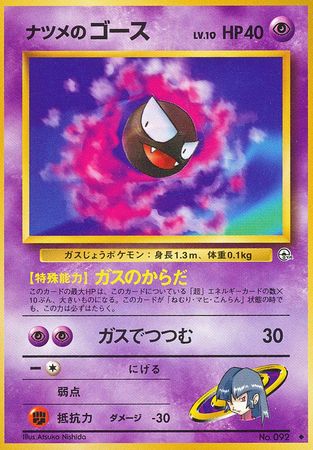 ナツメのゴース LV.10 HP40
ガスじょうポケモン：身長1.3m、体重0.1kg
【特殊能力】ガスのからだ
このカードの最大HPは、このカードについている「超」エネルギーカードの数×
10ぶん、大きいものになる。このカードが「ねむり・マヒ・こんらん」状態の時で
も、この力は必ずはたらく。
ガスでつつむ 30
にげる
弱点
抵抗力 ダメージ -30
Illus.Atsuko Nishida No.092